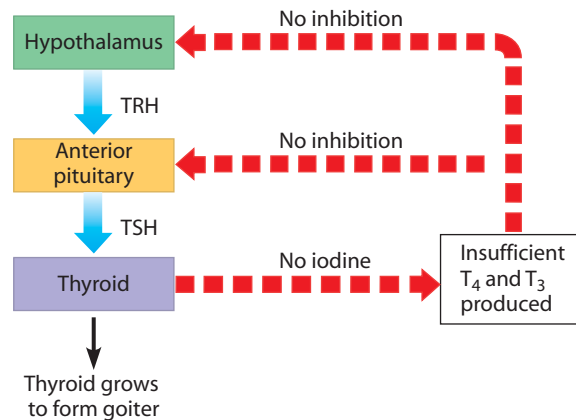 No inhibition
Hypothalamus
TRH
No inhibition
Anterior
pituitary
TSH
No iodine
Thyroid
Insufficient
T₄ and T₃
produced
Thyroid grows
to form goiter